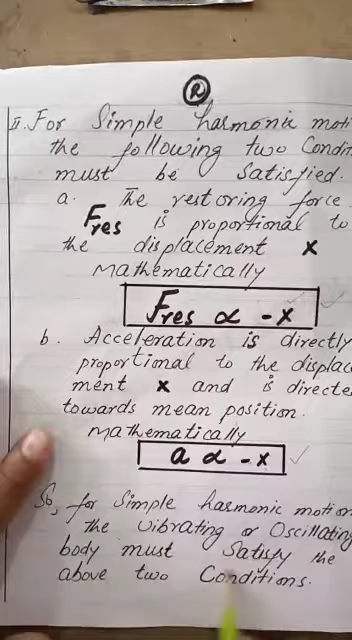 R
II. For Simple harmonic moti
the following two Condit
must be Satisfied.
a. The restoring force
Fres is proportional to
the displacement x
mathematically
Fres ∝ -x
b. Acceleration is directly
proportional to the displace
ment x and is directe
towards mean position.
mathematically
a ∝ -x
So, for Simple harmonic motion
the vibrating or Oscillating
body must Satisfy the
above two Conditions.